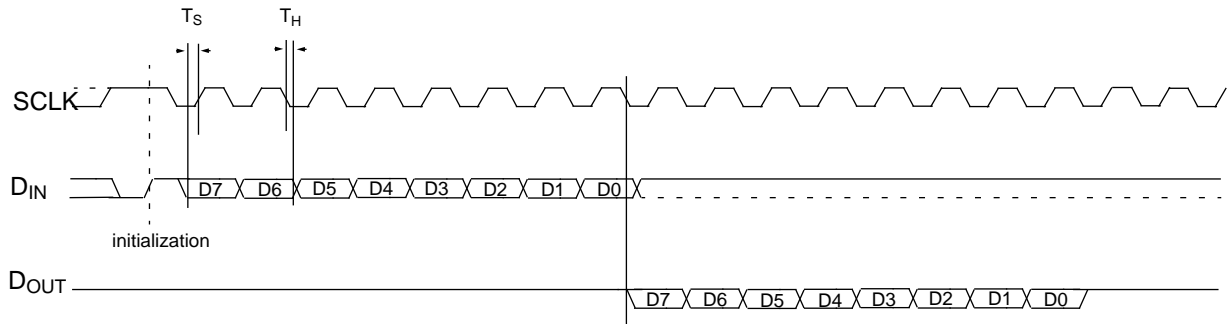 TS TH
SCLK
DIN D7 D6 D5 D4 D3 D2 D1 D0
initialization
DOUT D7 D6 D5 D4 D3 D2 D1 D0